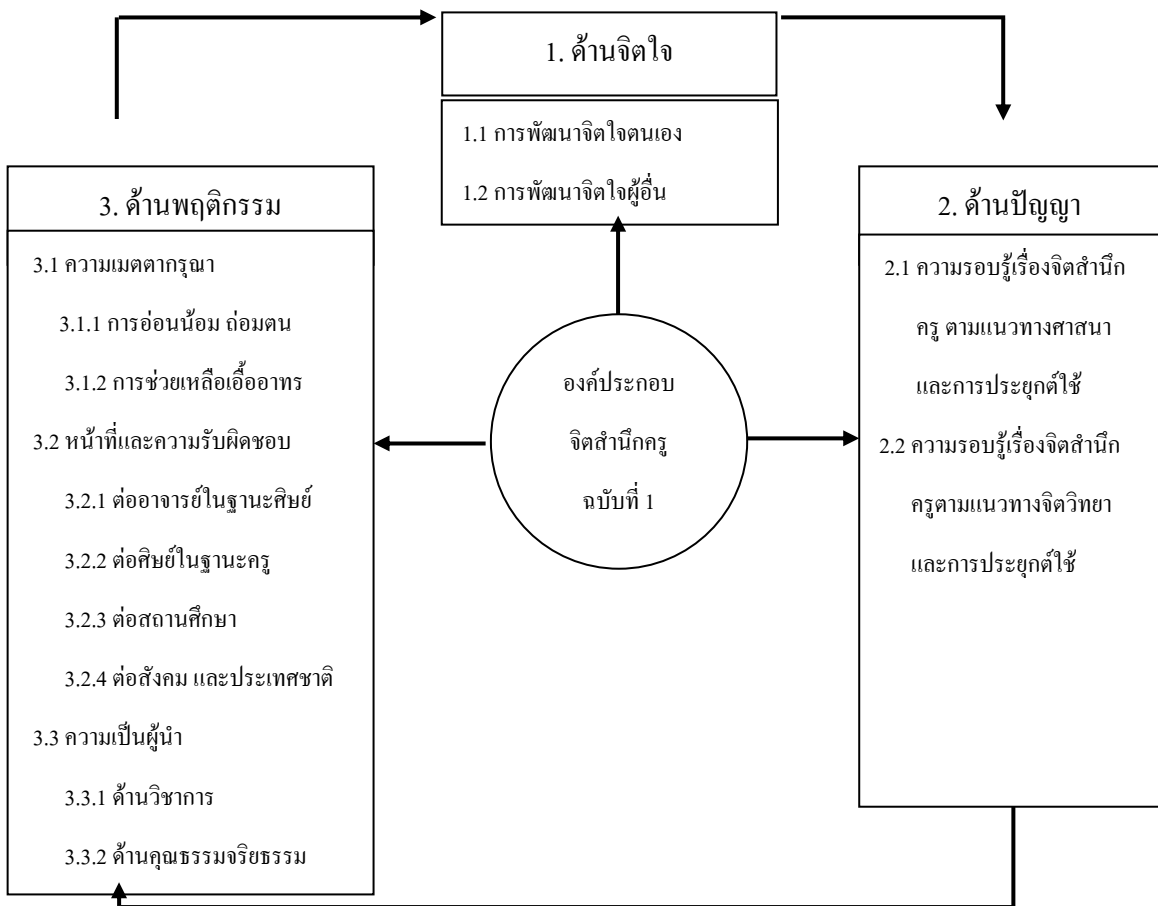 1. ด้านจิตใจ
1.1 การพัฒนาจิตใจตนเอง
1.2 การพัฒนาจิตใจผู้อื่น
2. ด้านปัญญา
2.1 ความรอบรู้เรื่องจิตสำนึก
ครู ตามแนวทางศาสนา
และการประยุกต์ใช้
2.2 ความรอบรู้เรื่องจิตสำนึก
ครูตามแนวทางจิตวิทยา
และการประยุกต์ใช้
3. ด้านพฤติกรรม
3.1 ความเมตตากรุณา
3.1.1 การอ่อนน้อม ถ่อมตน
3.1.2 การช่วยเหลือเอื้ออาทร
3.2 หน้าที่และความรับผิดชอบ
3.2.1 ต่ออาจารย์ในฐานะศิษย์
3.2.2 ต่อศิษย์ในฐานะครู
3.2.3 ต่อสถานศึกษา
3.2.4 ต่อสังคม และประเทศชาติ
3.3 ความเป็นผู้นำ
3.3.1 ด้านวิชาการ
3.3.2 ด้านคุณธรรมจริยธรรม
องค์ประกอบ
จิตสำนึกครู
ฉบับที่ 1